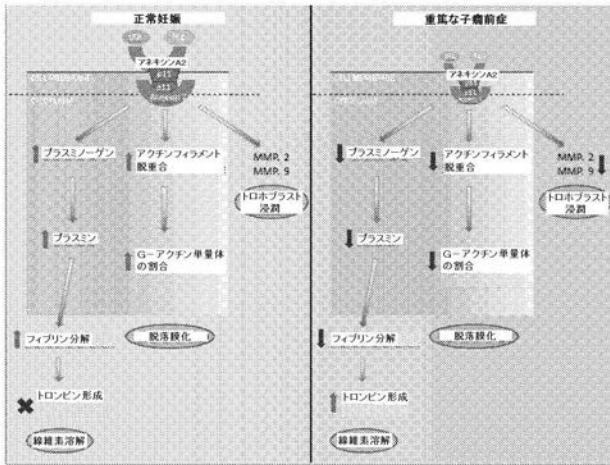 正常妊娠
アネキシンA2
p11
p11
プラスミノーゲン
アクチンフィラメント
脱重合
MMP. 2
MMP. 9
トロホブラスト
浸潤
プラスミン
G-アクチン単量体
の割合
フィブリン分解
脱落膜化
トロンビン形成
線維素溶解
重篤な子癇前症
アネキシンA2
p11
プラスミノーゲン
アクチンフィラメント
脱重合
MMP. 2
MMP. 9
トロホブラスト
浸潤
プラスミン
G-アクチン単量体
の割合
フィブリン分解
脱落膜化
トロンビン形成
線維素溶解